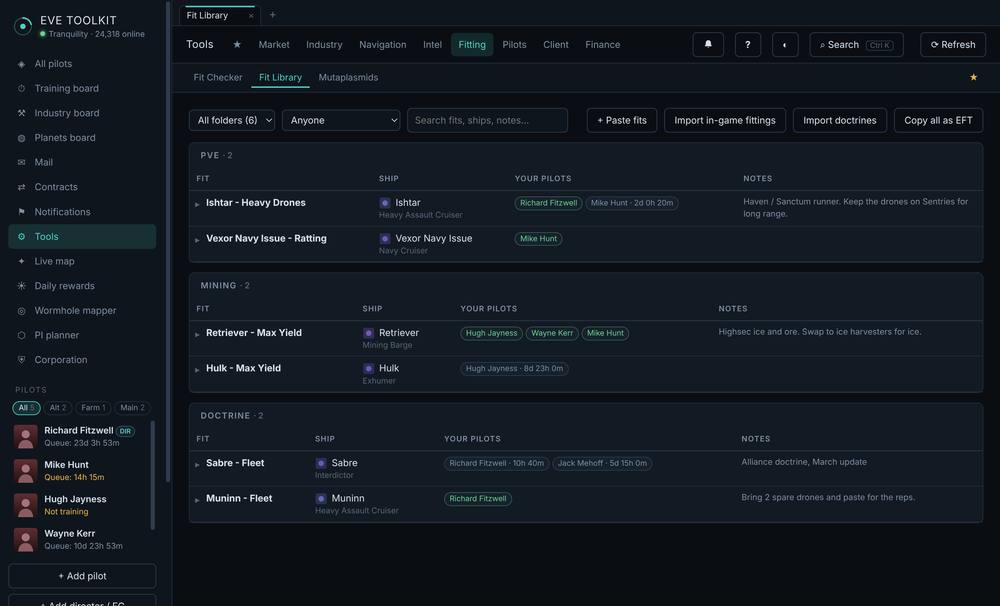 EVE TOOLKIT
Tranquility · 24,318 online
All pilots
Training board
Industry board
Planets board
Mail
Contracts
Notifications
Tools
Live map
Daily rewards
Wormhole mapper
PI planner
Corporation
PILOTS
All 5 Alt 2 Farm 1 Main 2
Richard Fitzwell DIR
Queue: 23d 3h 53m
Mike Hunt
Queue: 14h 15m
Hugh Jayness
Not training
Wayne Kerr
Queue: 10d 23h 53m
+ Add pilot
+ Add director / FC
Fit Library × +
Tools ★ Market Industry Navigation Intel Fitting Pilots Client Finance ? Search Ctrl K Refresh
Fit Checker Fit Library Mutaplasmids ★
All folders (6) Anyone Search fits, ships, notes... + Paste fits Import in-game fittings Import doctrines Copy all as EFT
PVE · 2
FIT SHIP YOUR PILOTS NOTES
Ishtar - Heavy Drones Ishtar Richard Fitzwell Mike Hunt · 2d 0h 20m Haven / Sanctum runner. Keep the drones on Sentries for
Heavy Assault Cruiser long range.
Vexor Navy Issue - Ratting Vexor Navy Issue Mike Hunt
Navy Cruiser
MINING · 2
FIT SHIP YOUR PILOTS NOTES
Retriever - Max Yield Retriever Hugh Jayness Wayne Kerr Mike Hunt Highsec ice and ore. Swap to ice harvesters for ice.
Mining Barge
Hulk - Max Yield Hulk Hugh Jayness · 8d 23h 0m
Exhumer
DOCTRINE · 2
FIT SHIP YOUR PILOTS NOTES
Sabre - Fleet Sabre Richard Fitzwell · 10h 40m Jack Mehoff · 5d 15h 0m Alliance doctrine, March update
Interdictor
Muninn - Fleet Muninn Richard Fitzwell Bring 2 spare drones and paste for the reps.
Heavy Assault Cruiser